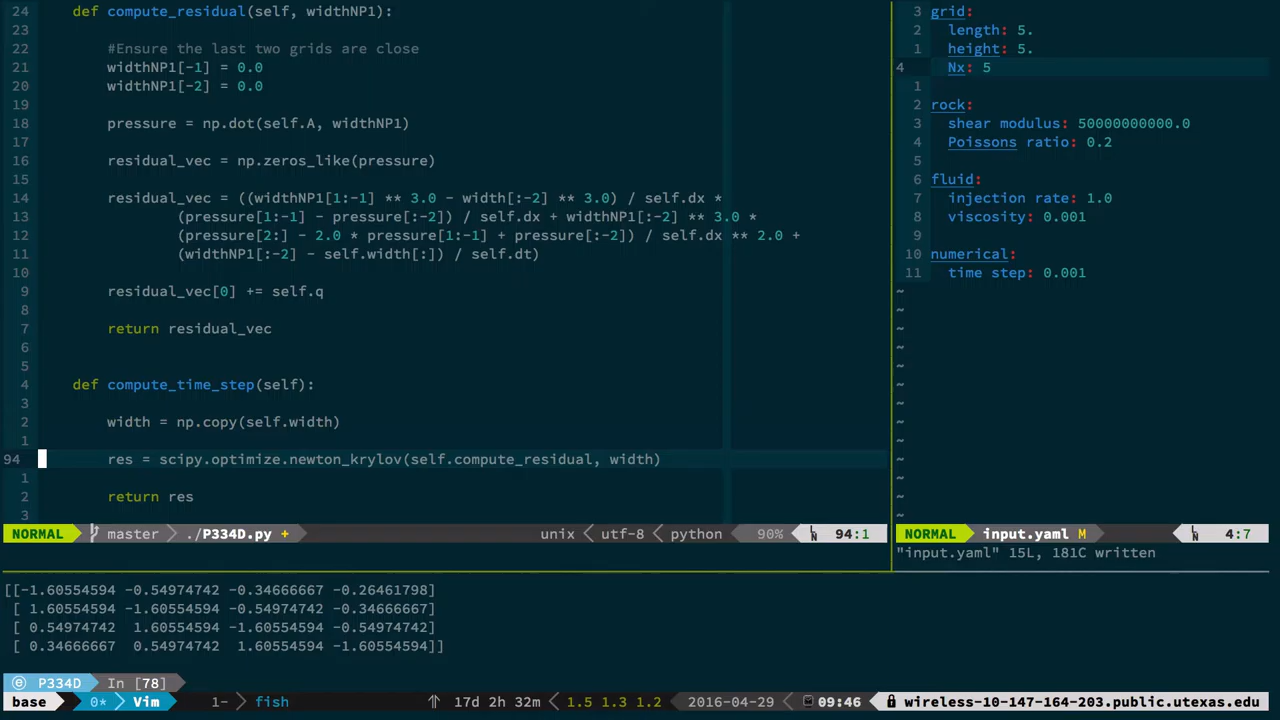 24     def compute_residual(self, widthNP1):
23
22         #Ensure the last two grids are close
21         widthNP1[-1] = 0.0
20         widthNP1[-2] = 0.0
19
18         pressure = np.dot(self.A, widthNP1)
17
16         residual_vec = np.zeros_like(pressure)
15
14         residual_vec = ((widthNP1[1:-1] ** 3.0 - width[:-2] ** 3.0) / self.dx *
13                 (pressure[1:-1] - pressure[:-2]) / self.dx + widthNP1[:-2] ** 3.0 *
12                 (pressure[2:] - 2.0 * pressure[1:-1] + pressure[:-2]) / self.dx ** 2.0 +
11                 (widthNP1[:-2] - self.width[:]) / self.dt)
10
9         residual_vec[0] += self.q
8
7         return residual_vec
6
5
4     def compute_time_step(self):
3
2         width = np.copy(self.width)
1
94         res = scipy.optimize.newton_krylov(self.compute_residual, width)
1
2         return res
3
NORMAL master ./P334D.py + unix utf-8 python 90% LN 94:1
3 grid:
2   length: 5.
1   height: 5.
4   Nx: 5
1
2 rock:
3   shear modulus: 50000000000.0
4   Poissons ratio: 0.2
5
6 fluid:
7   injection rate: 1.0
8   viscosity: 0.001
9
10 numerical:
11   time step: 0.001
~
~
~
~
~
~
~
~
~
~
~
~
~
NORMAL input.yaml M LN 4:7
"input.yaml" 15L, 181C written
[[-1.60554594 -0.54974742 -0.34666667 -0.26461798]
 [ 1.60554594 -1.60554594 -0.54974742 -0.34666667]
 [ 0.54974742  1.60554594 -1.60554594 -0.54974742]
 [ 0.34666667  0.54974742  1.60554594 -1.60554594]]
ⓔ P334D In [78]
base 0* Vim 1- fish ⇈ 17d 2h 32m 1.5 1.3 1.2 2016-04-29 09:46 wireless-10-147-164-203.public.utexas.edu